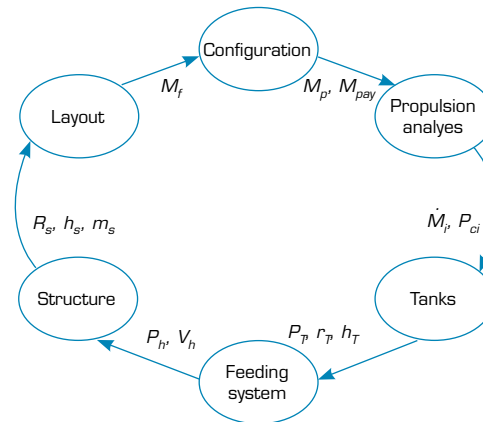 Configuration
M_f
M_p, M_pay
Layout
Propulsion
analyes
R_s, h_s, m_s
Ṁ_i, P_ci
Structure
Tanks
P_h, V_h
P_T, r_T, h_T
Feeding
system